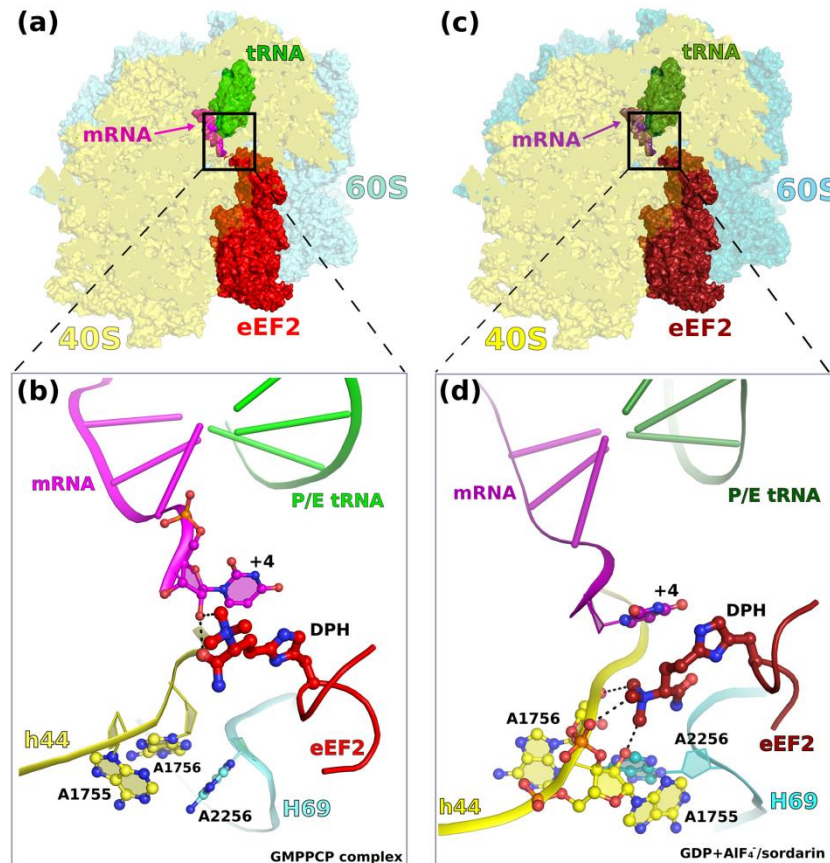 (a)
tRNA
mRNA
60S
40S
eEF2
(c)
tRNA
mRNA
60S
40S
eEF2
(b)
mRNA
P/E tRNA
+4
DPH
h44
A1756
A1755
A2256
H69
eEF2
GMPPCP complex
(d)
mRNA
P/E tRNA
+4
DPH
A1756
A2256
eEF2
h44
A1755
H69
GDP+AlF₄⁻/sordarin